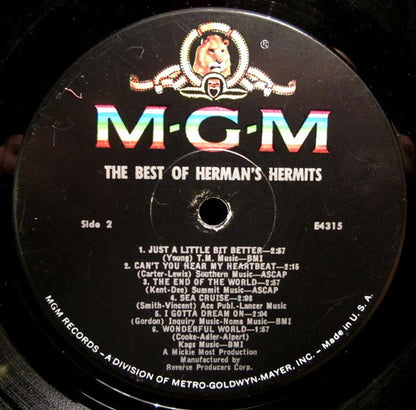 ®
M-G-M
THE BEST OF HERMAN'S HERMITS
Side 2
E4315
1. JUST A LITTLE BIT BETTER—2:57
(Young) T.M. Music—BMI
2. CAN'T YOU HEAR MY HEARTBEAT—2:15
(Carter-Lewis) Southern Music—ASCAP
3. THE END OF THE WORLD—2:57
(Kent-Dee) Summit Music—ASCAP
4. SEA CRUISE—2:08
(Smith-Vincent) Ace Publ.-Lancer Music
5. I GOTTA DREAM ON—2:04
(Gordon) Inquiry Music-Noma Music—BMI
6. WONDERFUL WORLD—1:57
(Cooke-Adler-Alpert)
Kags Music—BMI
A Mickie Most Production
Manufactured by
Reverse Producers Corp.
MGM RECORDS – A DIVISION OF METRO-GOLDWYN-MAYER, INC. – Made in U. S. A.